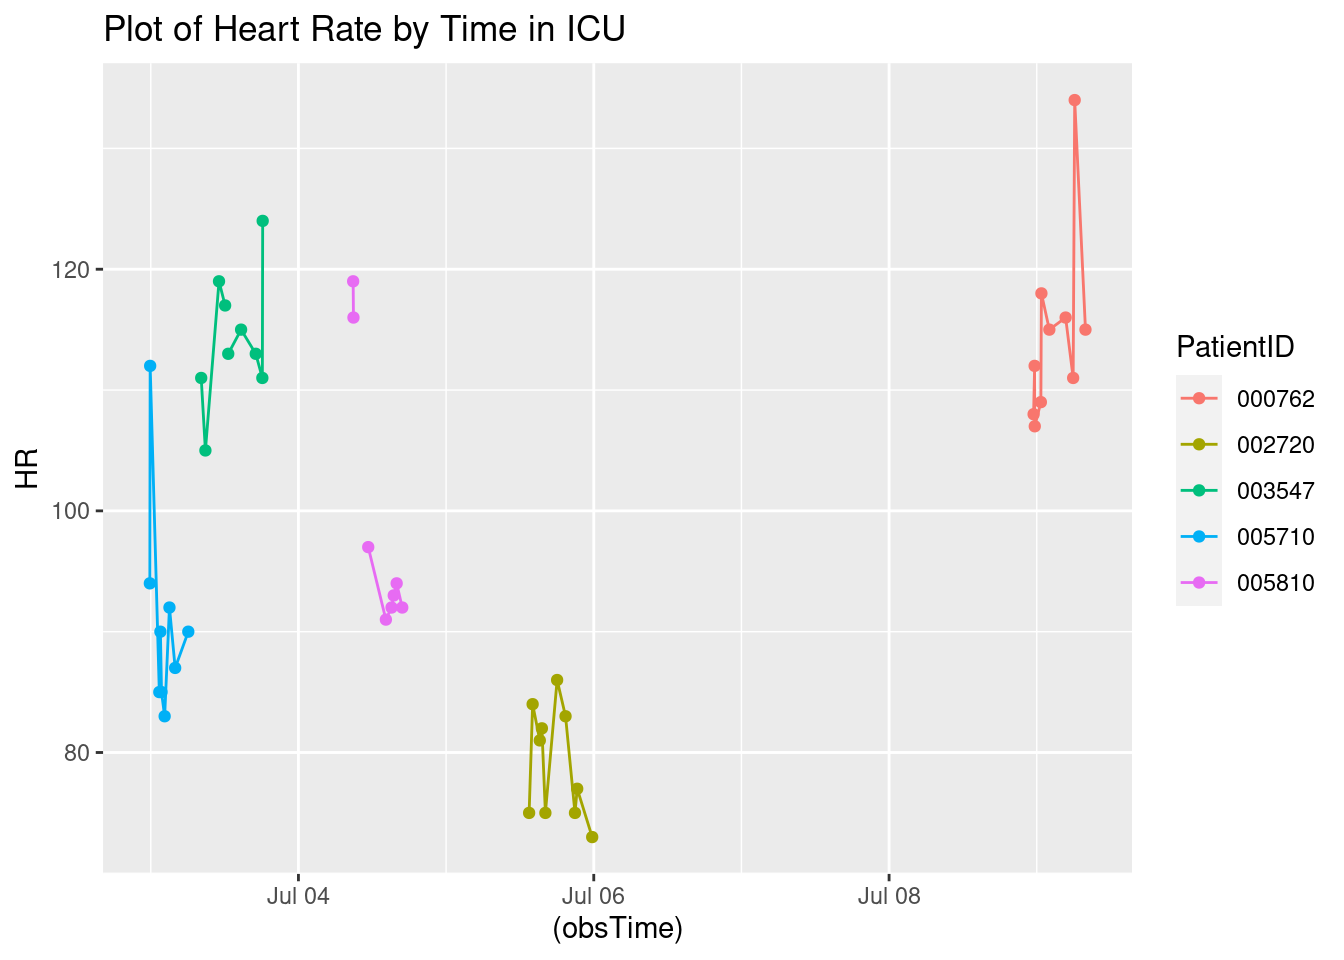 Plot of Heart Rate by Time in ICU
HR
120
100
80
Jul 04
Jul 06
Jul 08
(obsTime)
PatientID
000762
002720
003547
005710
005810